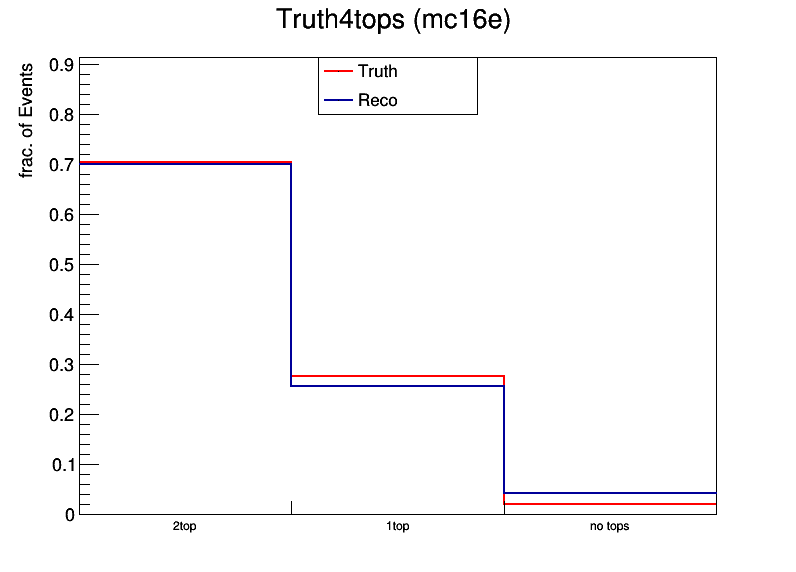 Truth4tops (mc16e)
frac. of Events
Truth
Reco
0.9
0.8
0.7
0.6
0.5
0.4
0.3
0.2
0.1
0
2top
1top
no tops